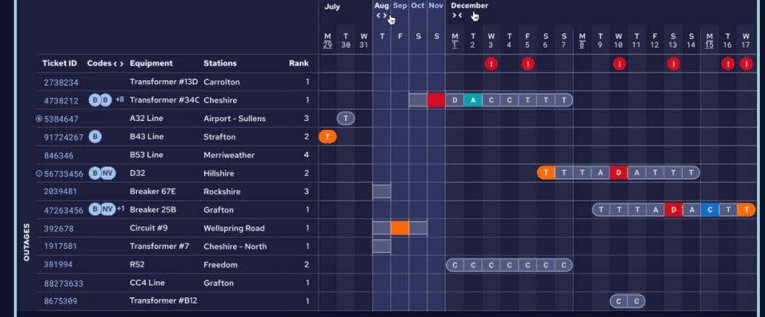 July Aug Sep Oct Nov December
< > > <
M T W T F S S M T W T F S S M T W T F S S M T W
29 30 31 1 2 3 4 5 6 7 8 9 10 11 12 13 14 15 16 17
Ticket ID Codes < > Equipment Stations Rank ! ! ! ! ! !
2738234 Transformer #13D Carrolton 1
4738212 B B +8 Transformer #34C Cheshire 1 D A C C T T T
5384647 A32 Line Airport - Sullens 3 T
91724267 B B43 Line Strafton 2 T
846346 B53 Line Merriweather 4
56733456 B NV D32 Hillshire 2 T T T A D A T T T
2039481 Breaker 67E Rockshire 3
47263456 B NV +1 Breaker 25B Grafton 1 T T T A D A C T T
392678 Circuit #9 Wellspring Road 1
1917581 Transformer #7 Cheshire - North 1
381994 R52 Freedom 2 C C C C C C C
88273633 CC4 Line Grafton 1
8675309 Transformer #B12 1 C C
OUTAGES